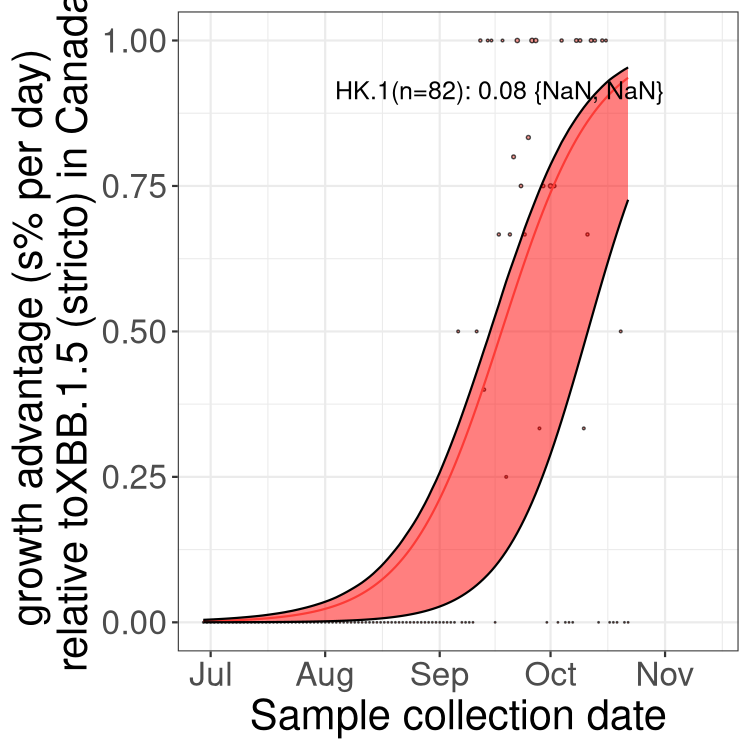 growth advantage (s% per day)
relative toXBB.1.5 (stricto) in Canada
1.00
0.75
0.50
0.25
0.00
HK.1(n=82): 0.08 {NaN, NaN}
Jul Aug Sep Oct Nov
Sample collection date